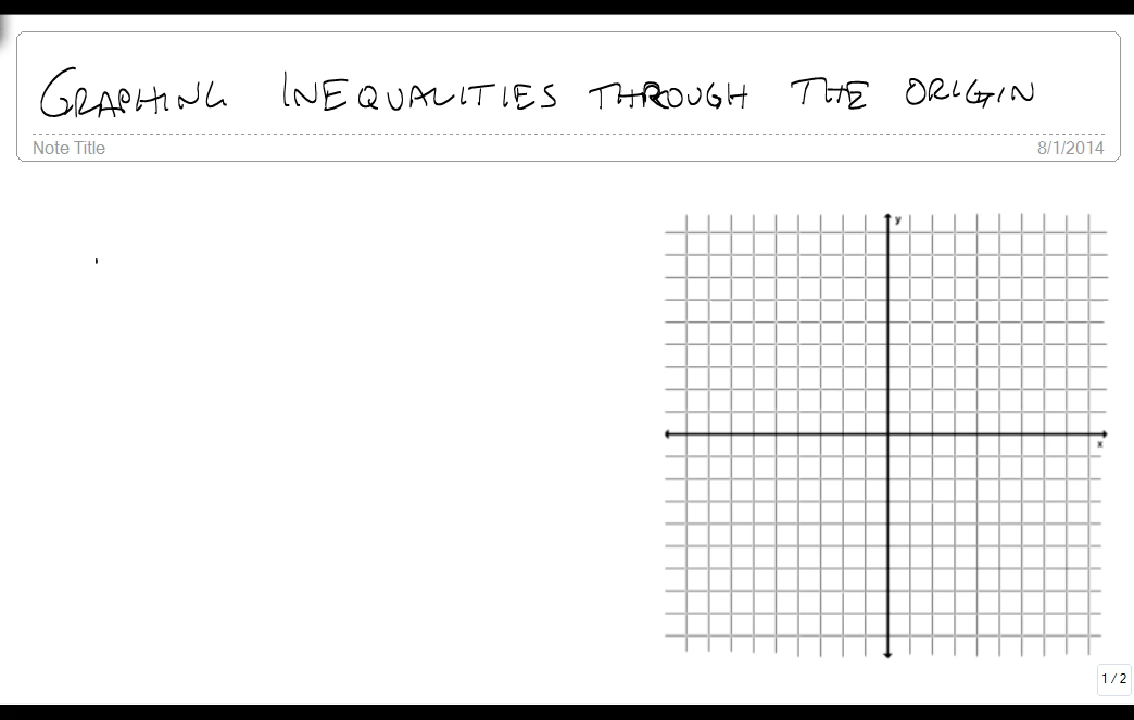 GRAPHING INEQUALITIES THROUGH THE ORIGIN
Note Title 8/1/2014
y
x
1/2